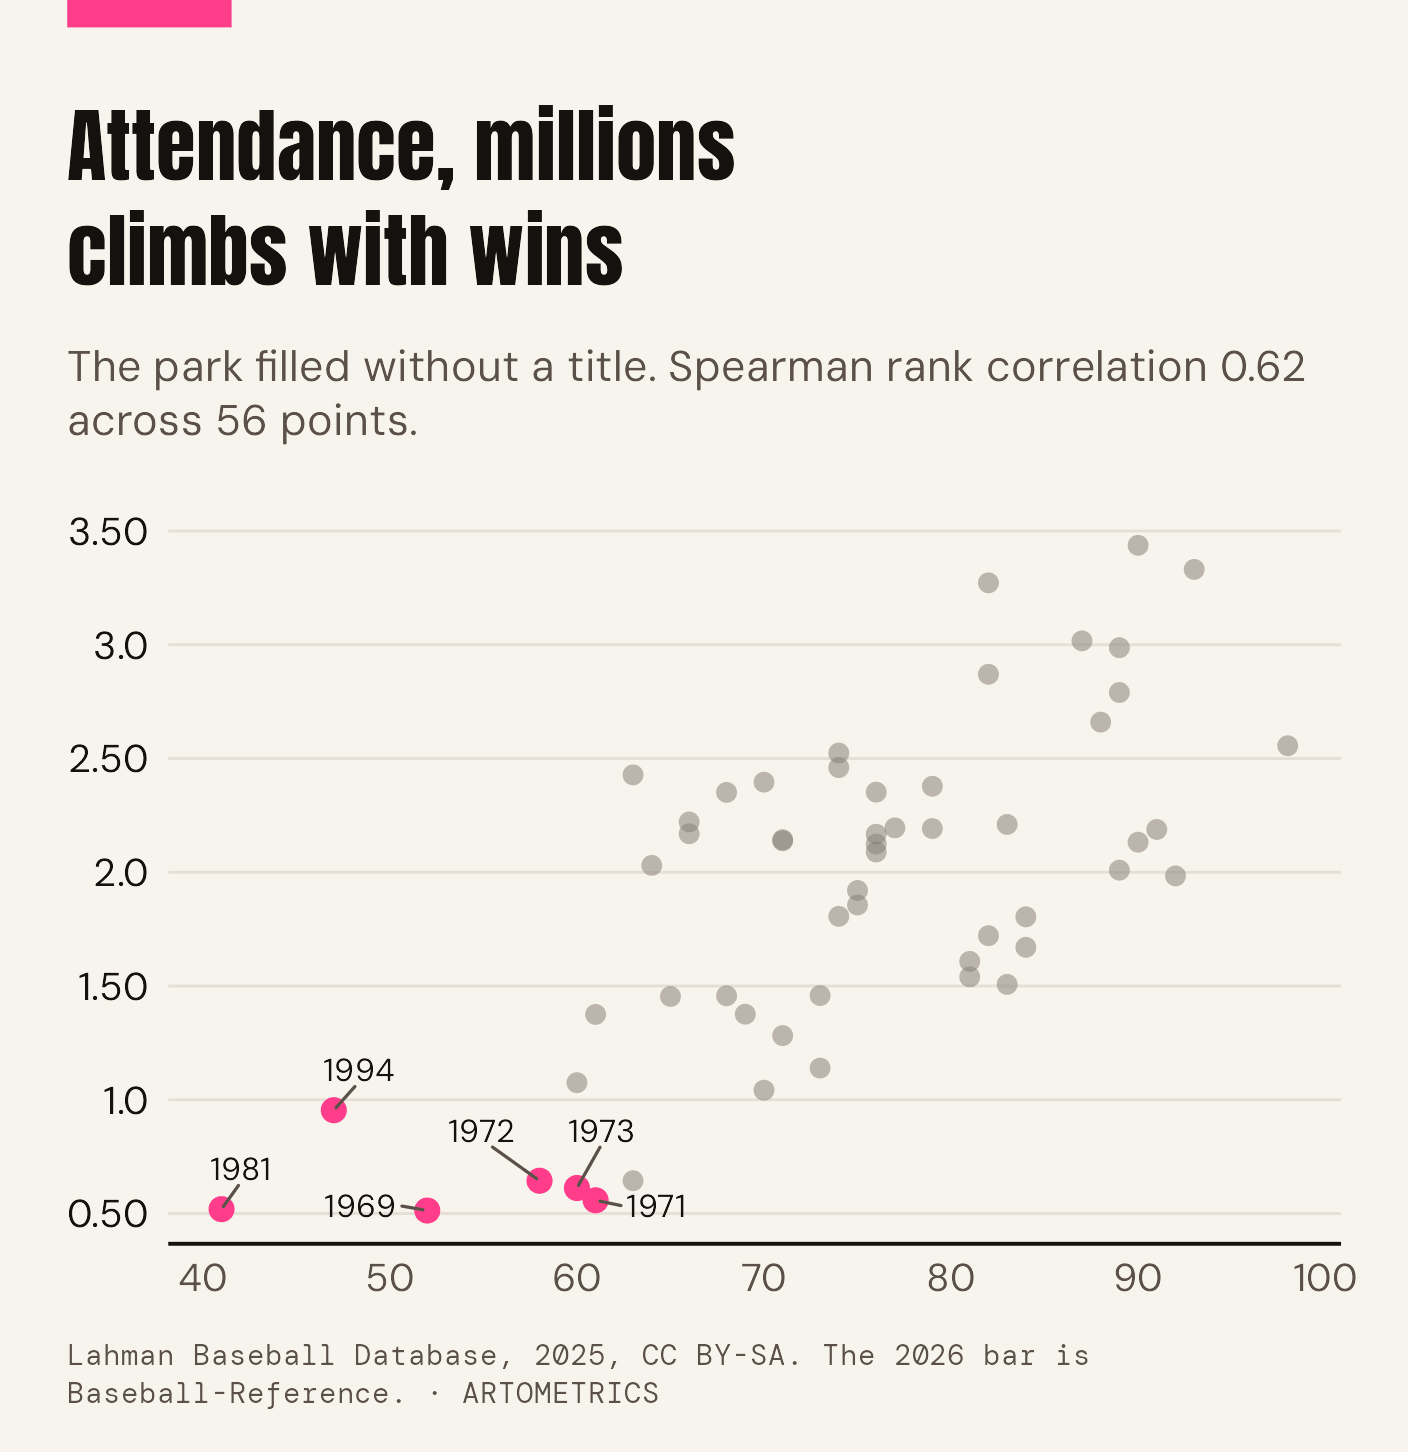 Attendance, millions
climbs with wins
The park filled without a title. Spearman rank correlation 0.62
across 56 points.
3.50
3.0
2.50
2.0
1.50
1.0
0.50
1994
1972
1973
1981
1969
1971
40 50 60 70 80 90 100
Lahman Baseball Database, 2025, CC BY-SA. The 2026 bar is
Baseball-Reference. · ARTOMETRICS